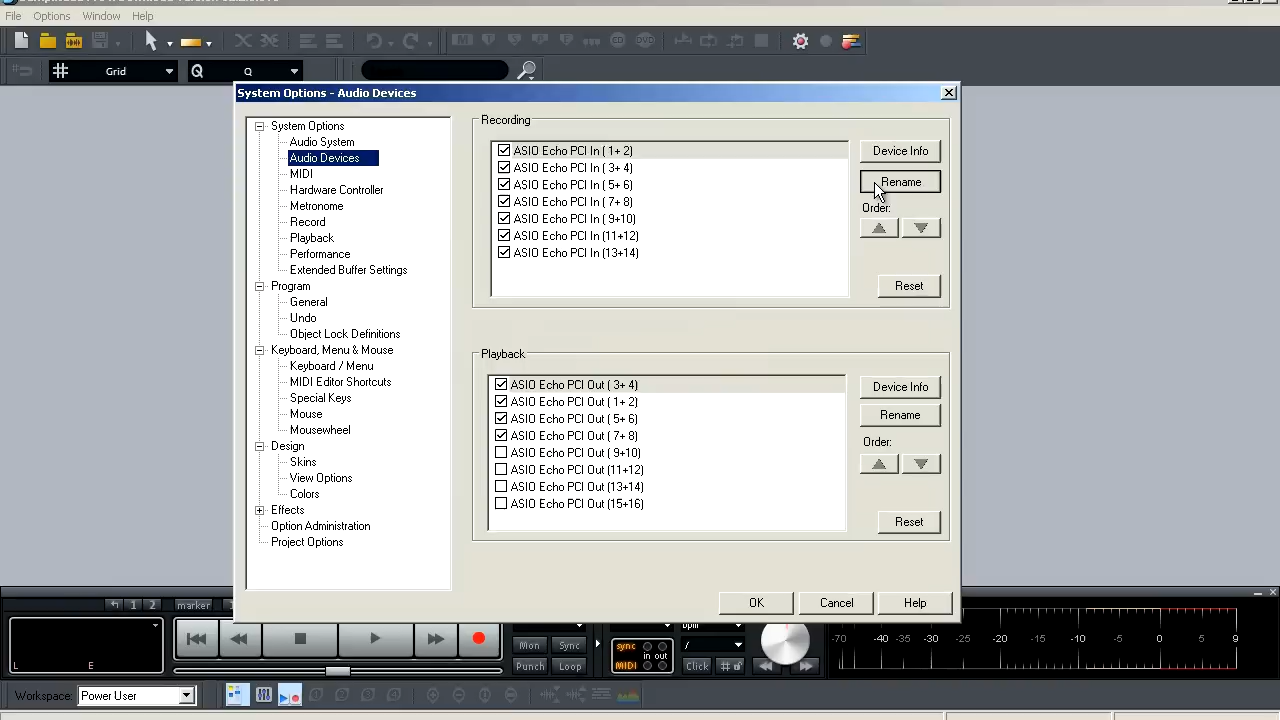 File Options Window Help
Grid
Q Q
System Options - Audio Devices
System Options
Audio System
Audio Devices
MIDI
Hardware Controller
Metronome
Record
Playback
Performance
Extended Buffer Settings
Program
General
Undo
Object Lock Definitions
Keyboard, Menu & Mouse
Keyboard / Menu
MIDI Editor Shortcuts
Special Keys
Mouse
Mousewheel
Design
Skins
View Options
Colors
Effects
Option Administration
Project Options
Recording
ASIO Echo PCI In ( 1+ 2)
ASIO Echo PCI In ( 3+ 4)
ASIO Echo PCI In ( 5+ 6)
ASIO Echo PCI In ( 7+ 8)
ASIO Echo PCI In ( 9+10)
ASIO Echo PCI In (11+12)
ASIO Echo PCI In (13+14)
Device Info
Rename
Order:
Reset
Playback
ASIO Echo PCI Out ( 3+ 4)
ASIO Echo PCI Out ( 1+ 2)
ASIO Echo PCI Out ( 5+ 6)
ASIO Echo PCI Out ( 7+ 8)
ASIO Echo PCI Out ( 9+10)
ASIO Echo PCI Out (11+12)
ASIO Echo PCI Out (13+14)
ASIO Echo PCI Out (15+16)
Device Info
Rename
Order:
Reset
OK Cancel Help
1 2 marker 1
L E
Mon Sync
Punch Loop
sync
in out
MIDI
bpm
/
Click #
-70 -40 -35 -30 -25 -20 -15 -10 -5 0 5 9
Workspace: Power User